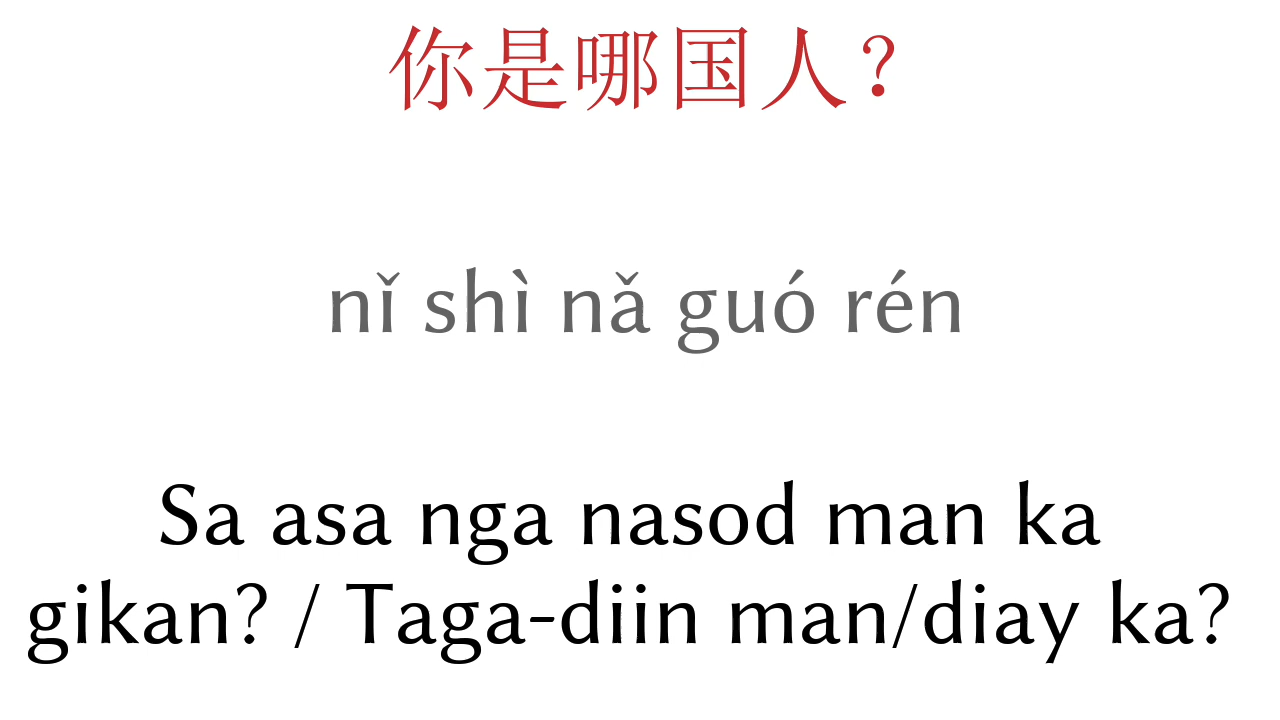 你是哪国人？
nǐ shì nǎ guó rén
Sa asa nga nasod man ka
gikan? / Taga-diin man/diay ka?